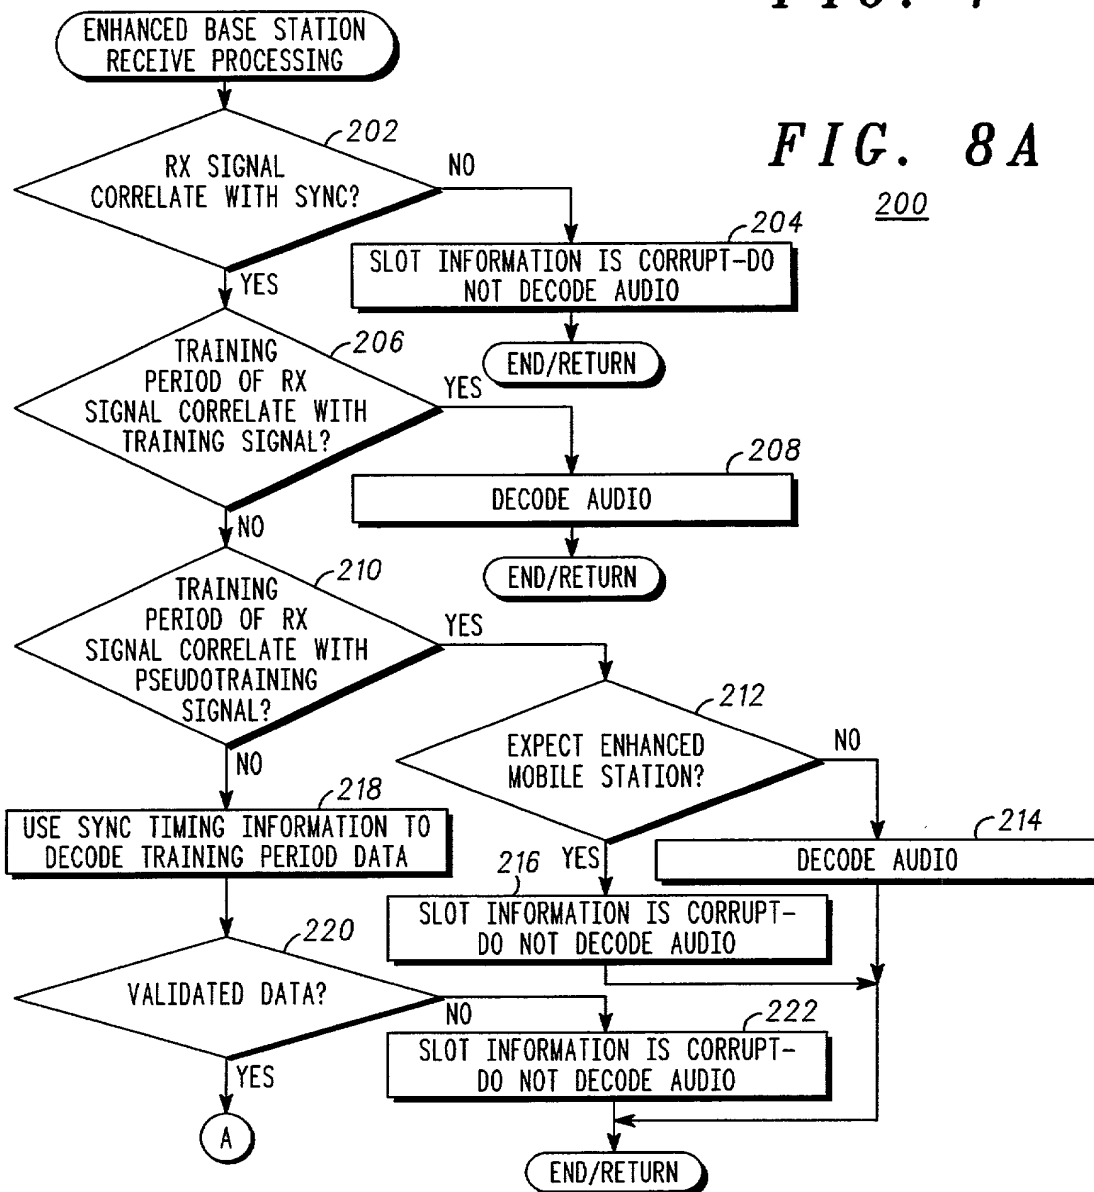 FIG. 7
ENHANCED BASE STATION
RECEIVE PROCESSING
FIG. 8A
200
202
RX SIGNAL
CORRELATE WITH SYNC?
NO
YES
204
SLOT INFORMATION IS CORRUPT-DO
NOT DECODE AUDIO
END/RETURN
206
TRAINING
PERIOD OF RX
SIGNAL CORRELATE WITH
TRAINING SIGNAL?
YES
NO
208
DECODE AUDIO
END/RETURN
210
TRAINING
PERIOD OF RX
SIGNAL CORRELATE WITH
PSEUDOTRAINING
SIGNAL?
YES
NO
212
EXPECT ENHANCED
MOBILE STATION?
NO
YES
214
DECODE AUDIO
216
SLOT INFORMATION IS CORRUPT-
DO NOT DECODE AUDIO
218
USE SYNC TIMING INFORMATION TO
DECODE TRAINING PERIOD DATA
220
VALIDATED DATA?
NO
YES
222
SLOT INFORMATION IS CORRUPT-
DO NOT DECODE AUDIO
A
END/RETURN